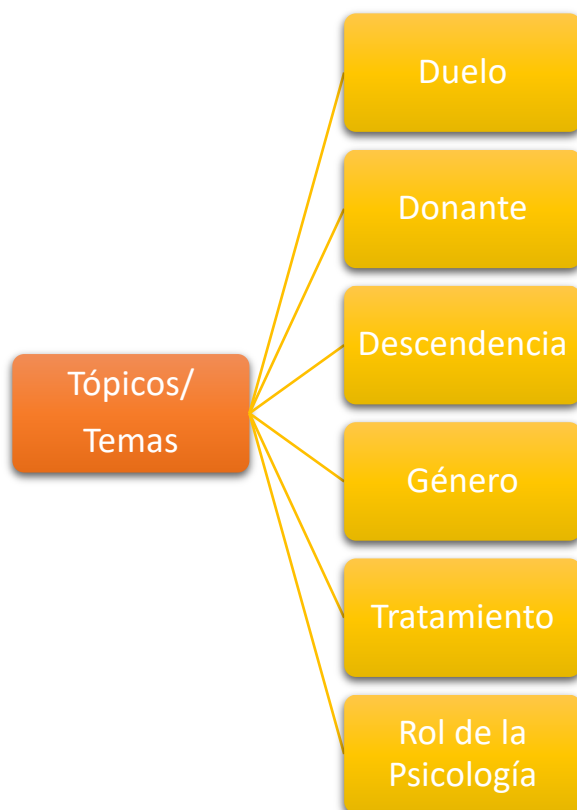 Tópicos/
Temas
Duelo
Donante
Descendencia
Género
Tratamiento
Rol de la
Psicología